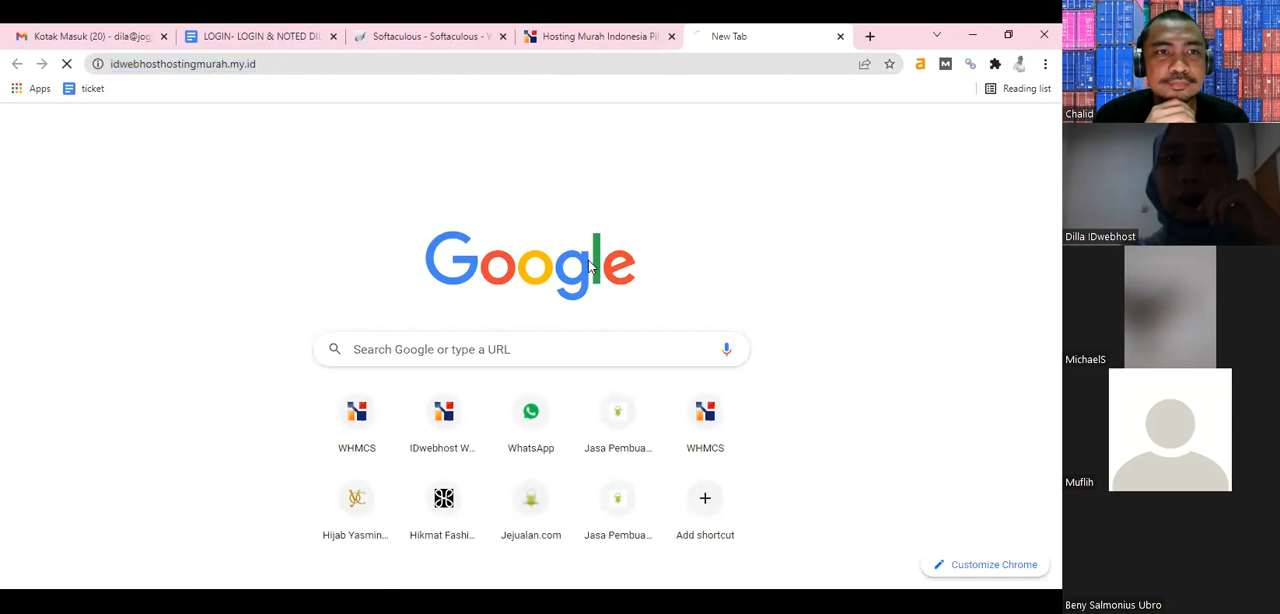 Kotak Masuk (20) - dila@jog
LOGIN- LOGIN & NOTED DIL
Softaculous - Softaculous - W
Hosting Murah Indonesia Pil
New Tab
idwebhosthostingmurah.my.id
Apps
ticket
Reading list
Google
Search Google or type a URL
WHMCS
IDwebhost W...
WhatsApp
Jasa Pembua...
WHMCS
Hijab Yasmin...
Hikmat Fashi...
Jejualan.com
Jasa Pembua...
Add shortcut
Customize Chrome
Chalid
Dilla IDwebhost
MichaelS
Muflih
Beny Salmonius Ubro